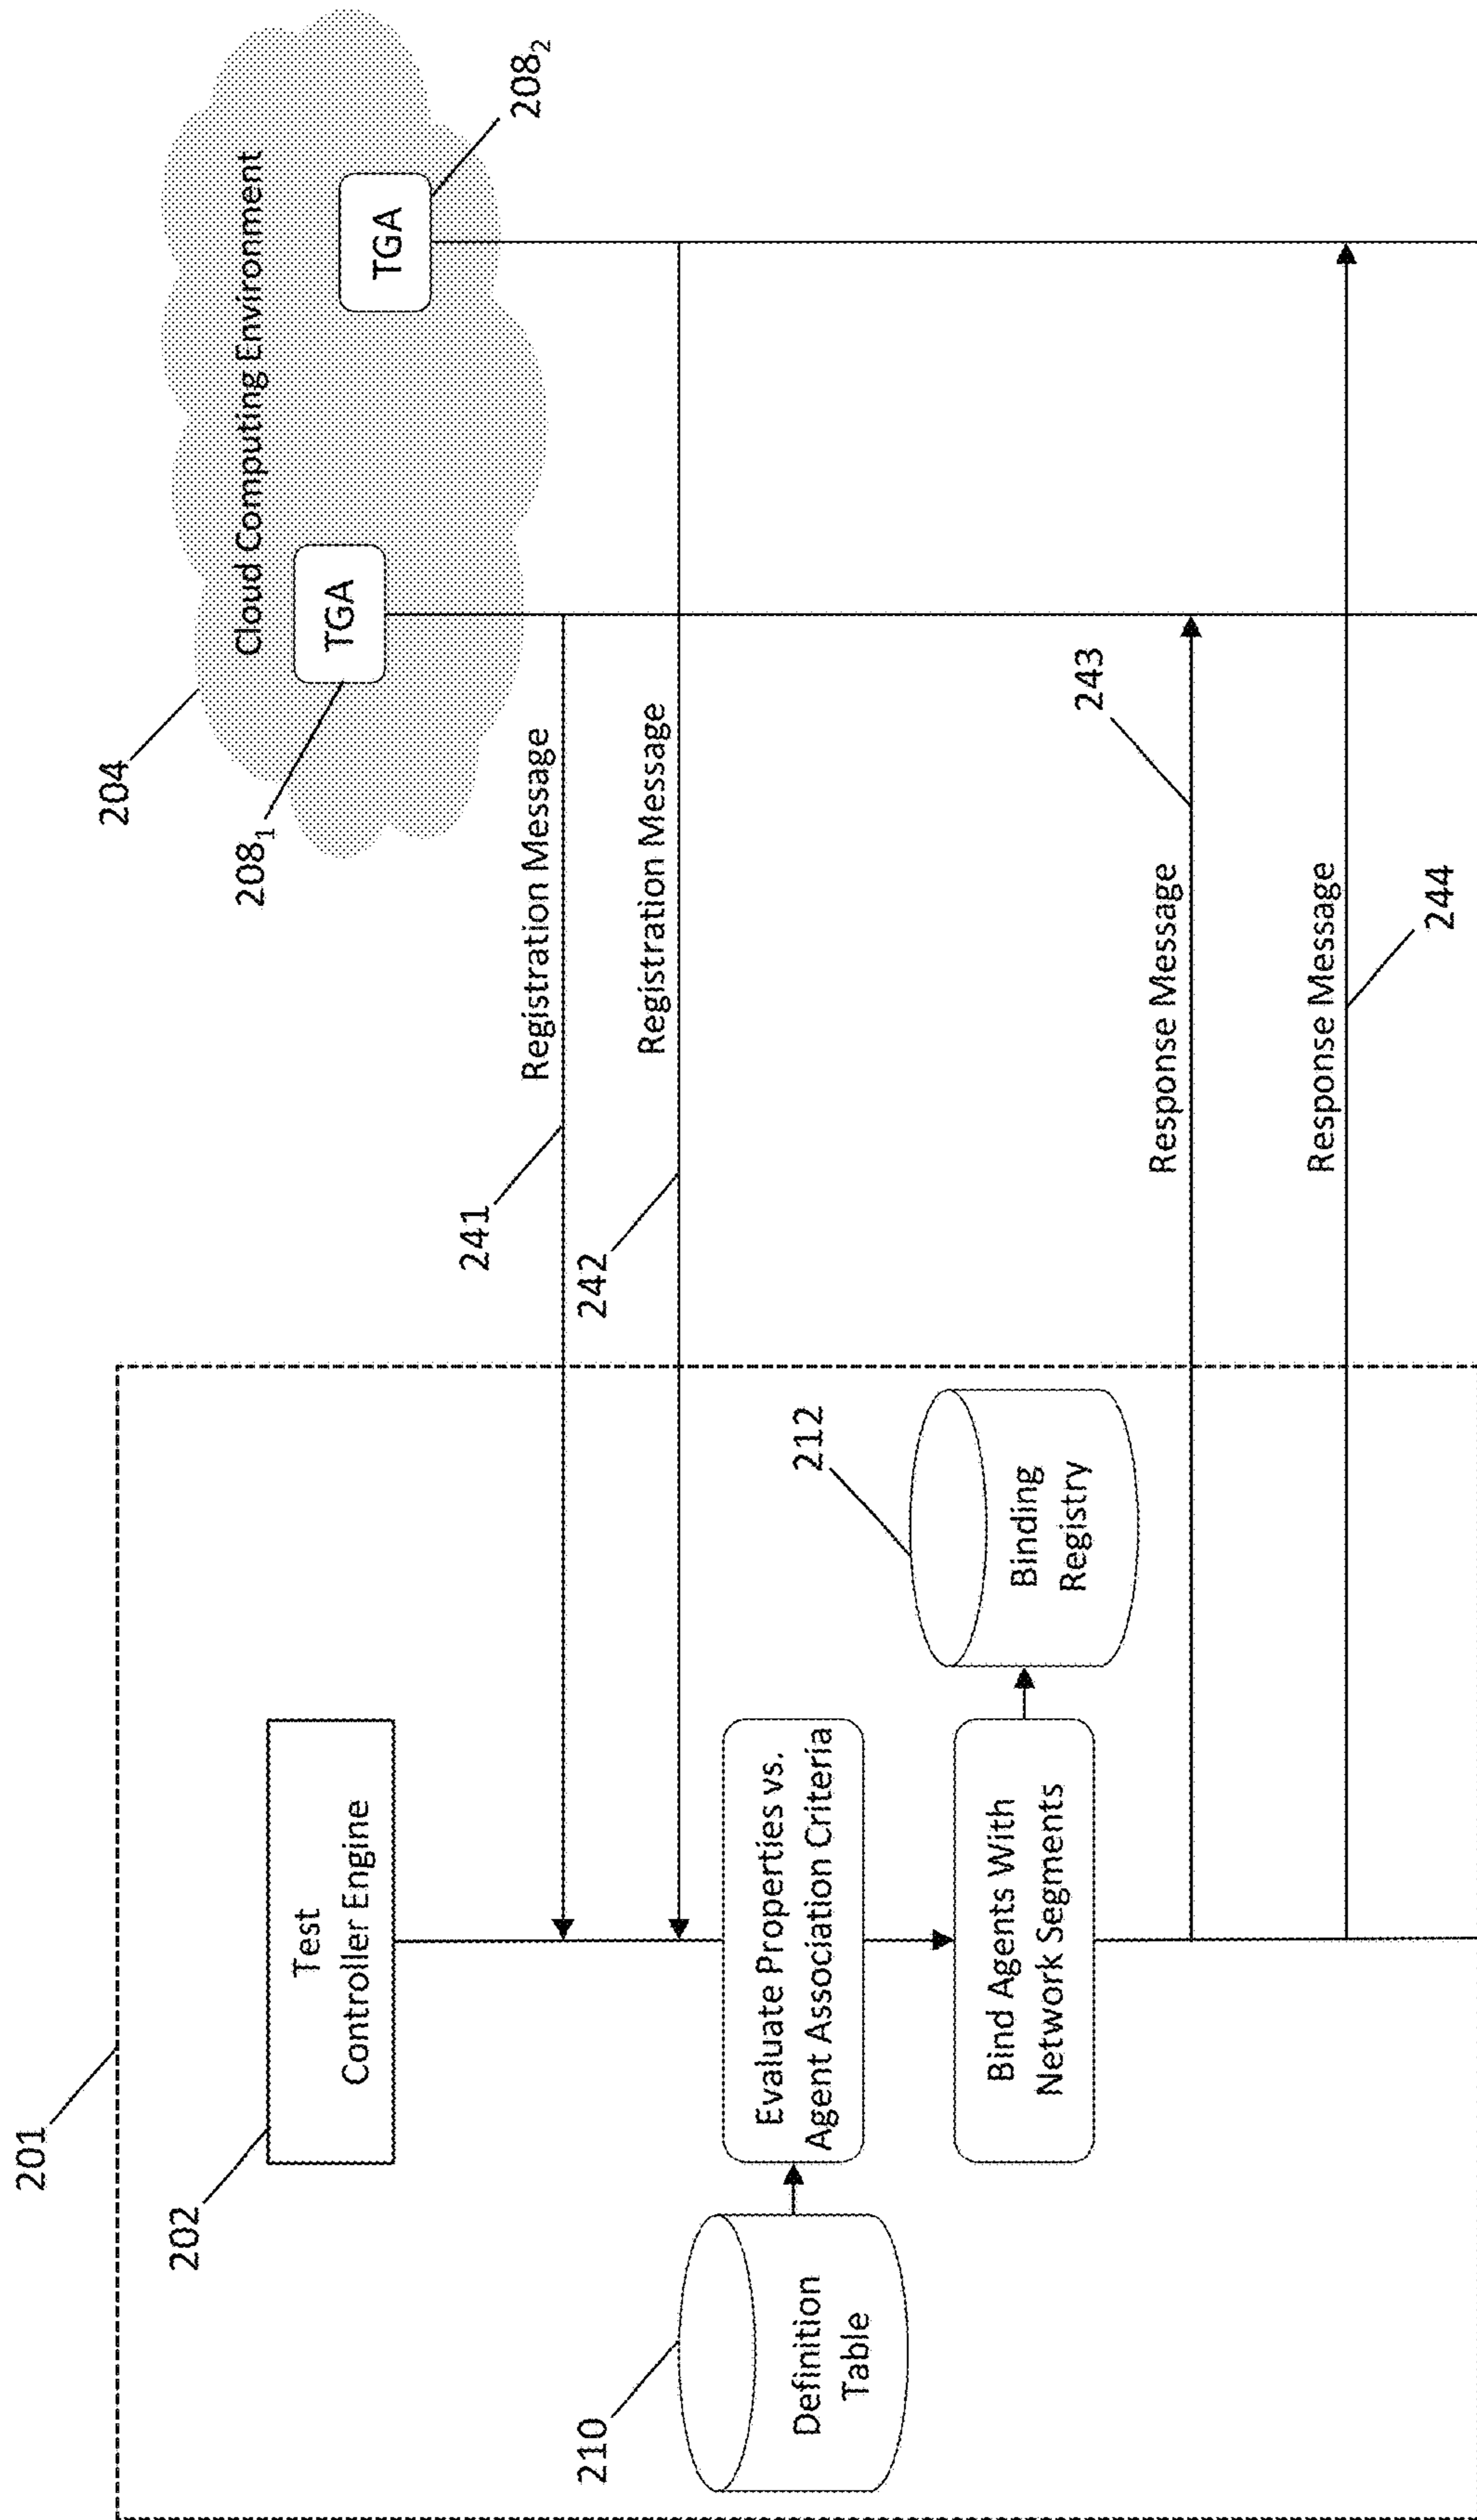 201
202
Test
Controller Engine
204
Cloud Computing Environment
TGA
TGA
208₁
208₂
241
Registration Message
242
Registration Message
210
Definition
Table
Evaluate Properties vs.
Agent Association Criteria
212
Binding
Registry
Bind Agents With
Network Segments
243
Response Message
Response Message
244